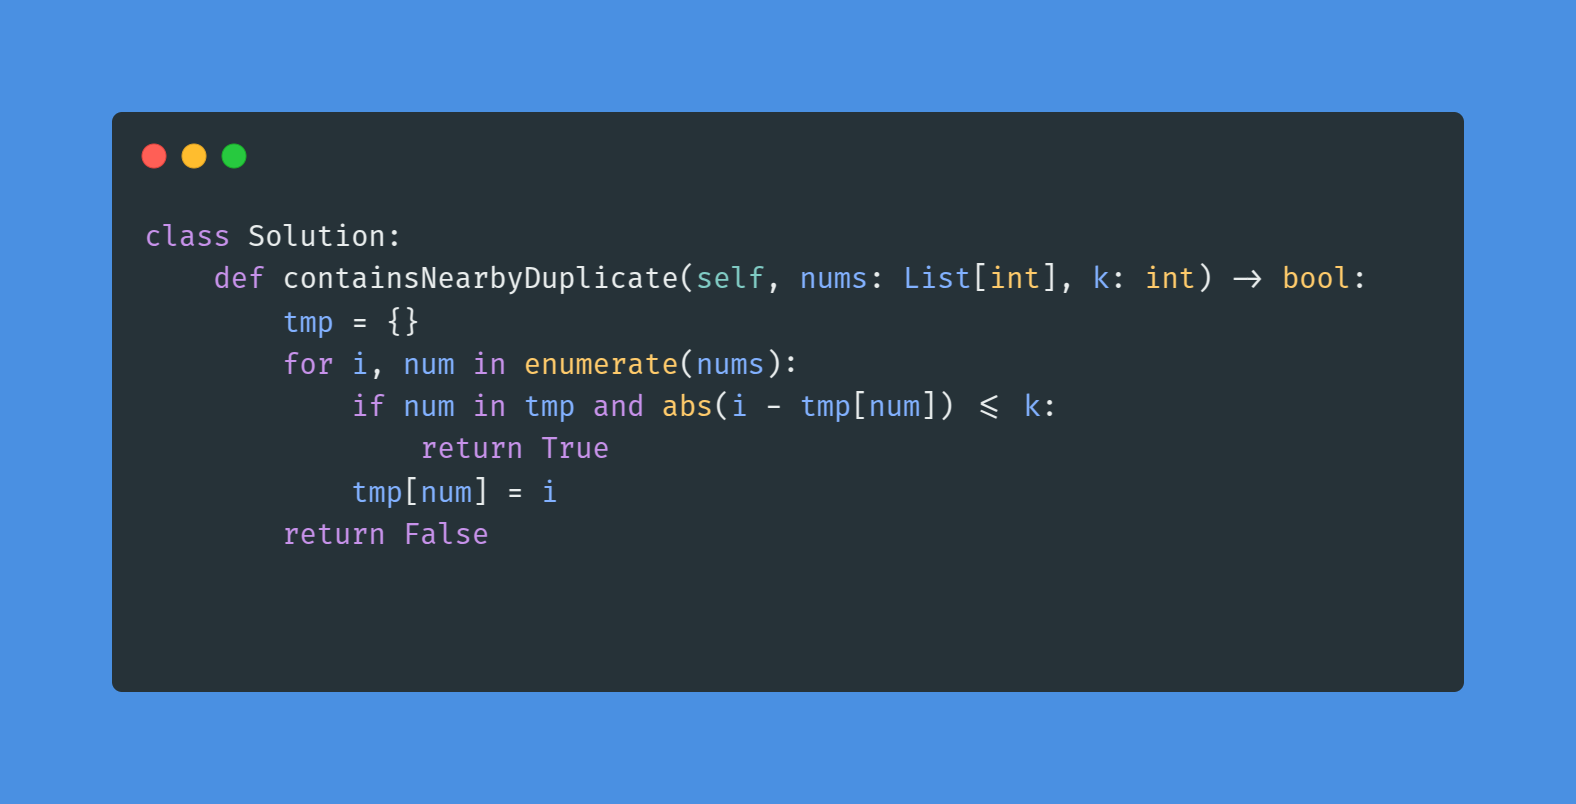 class Solution:
    def containsNearbyDuplicate(self, nums: List[int], k: int) -> bool:
        tmp = {}
        for i, num in enumerate(nums):
            if num in tmp and abs(i - tmp[num]) <= k:
                return True
            tmp[num] = i
        return False